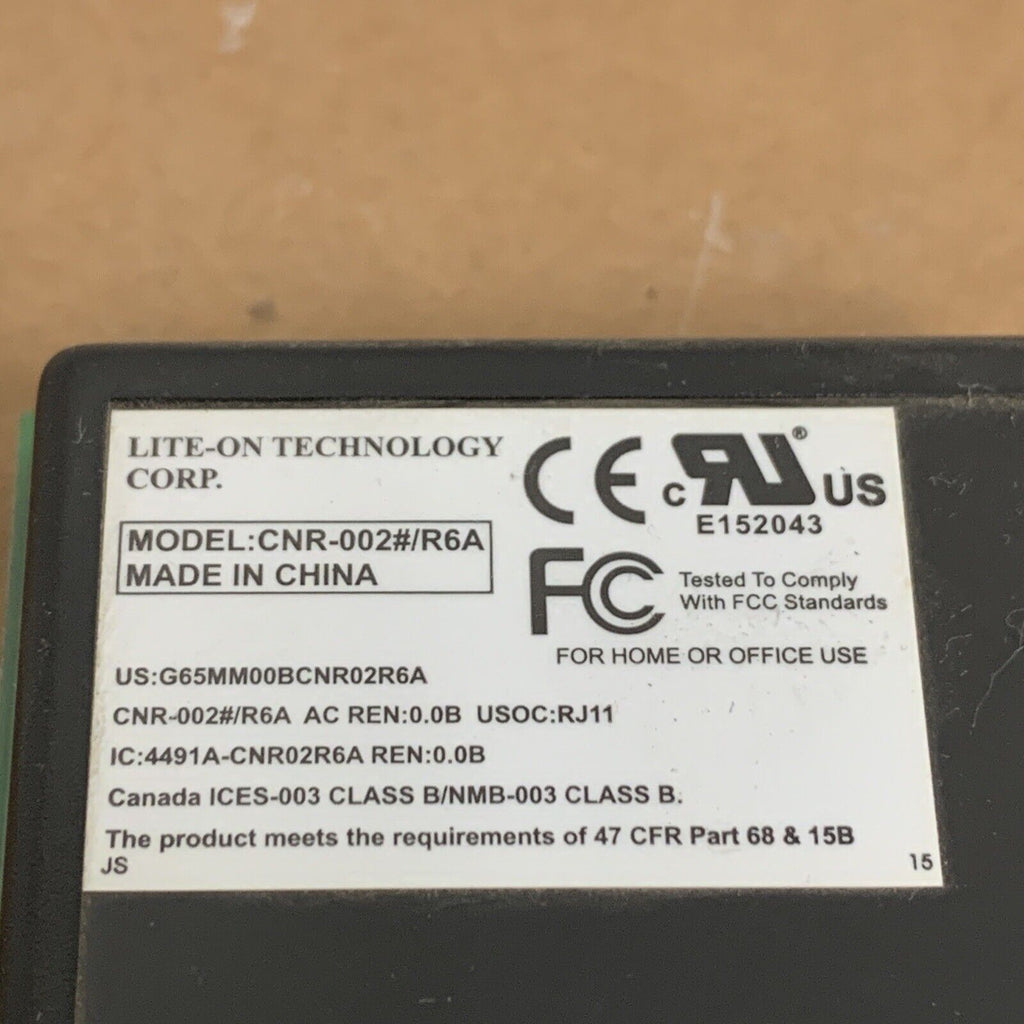 LITE-ON TECHNOLOGY
CORP.
MODEL:CNR-002#/R6A
MADE IN CHINA
CE c RU® US
E152043
FC Tested To Comply
With FCC Standards
FOR HOME OR OFFICE USE
US:G65MM00BCNR02R6A
CNR-002#/R6A AC REN:0.0B USOC:RJ11
IC:4491A-CNR02R6A REN:0.0B
Canada ICES-003 CLASS B/NMB-003 CLASS B.
The product meets the requirements of 47 CFR Part 68 & 15B
JS 15